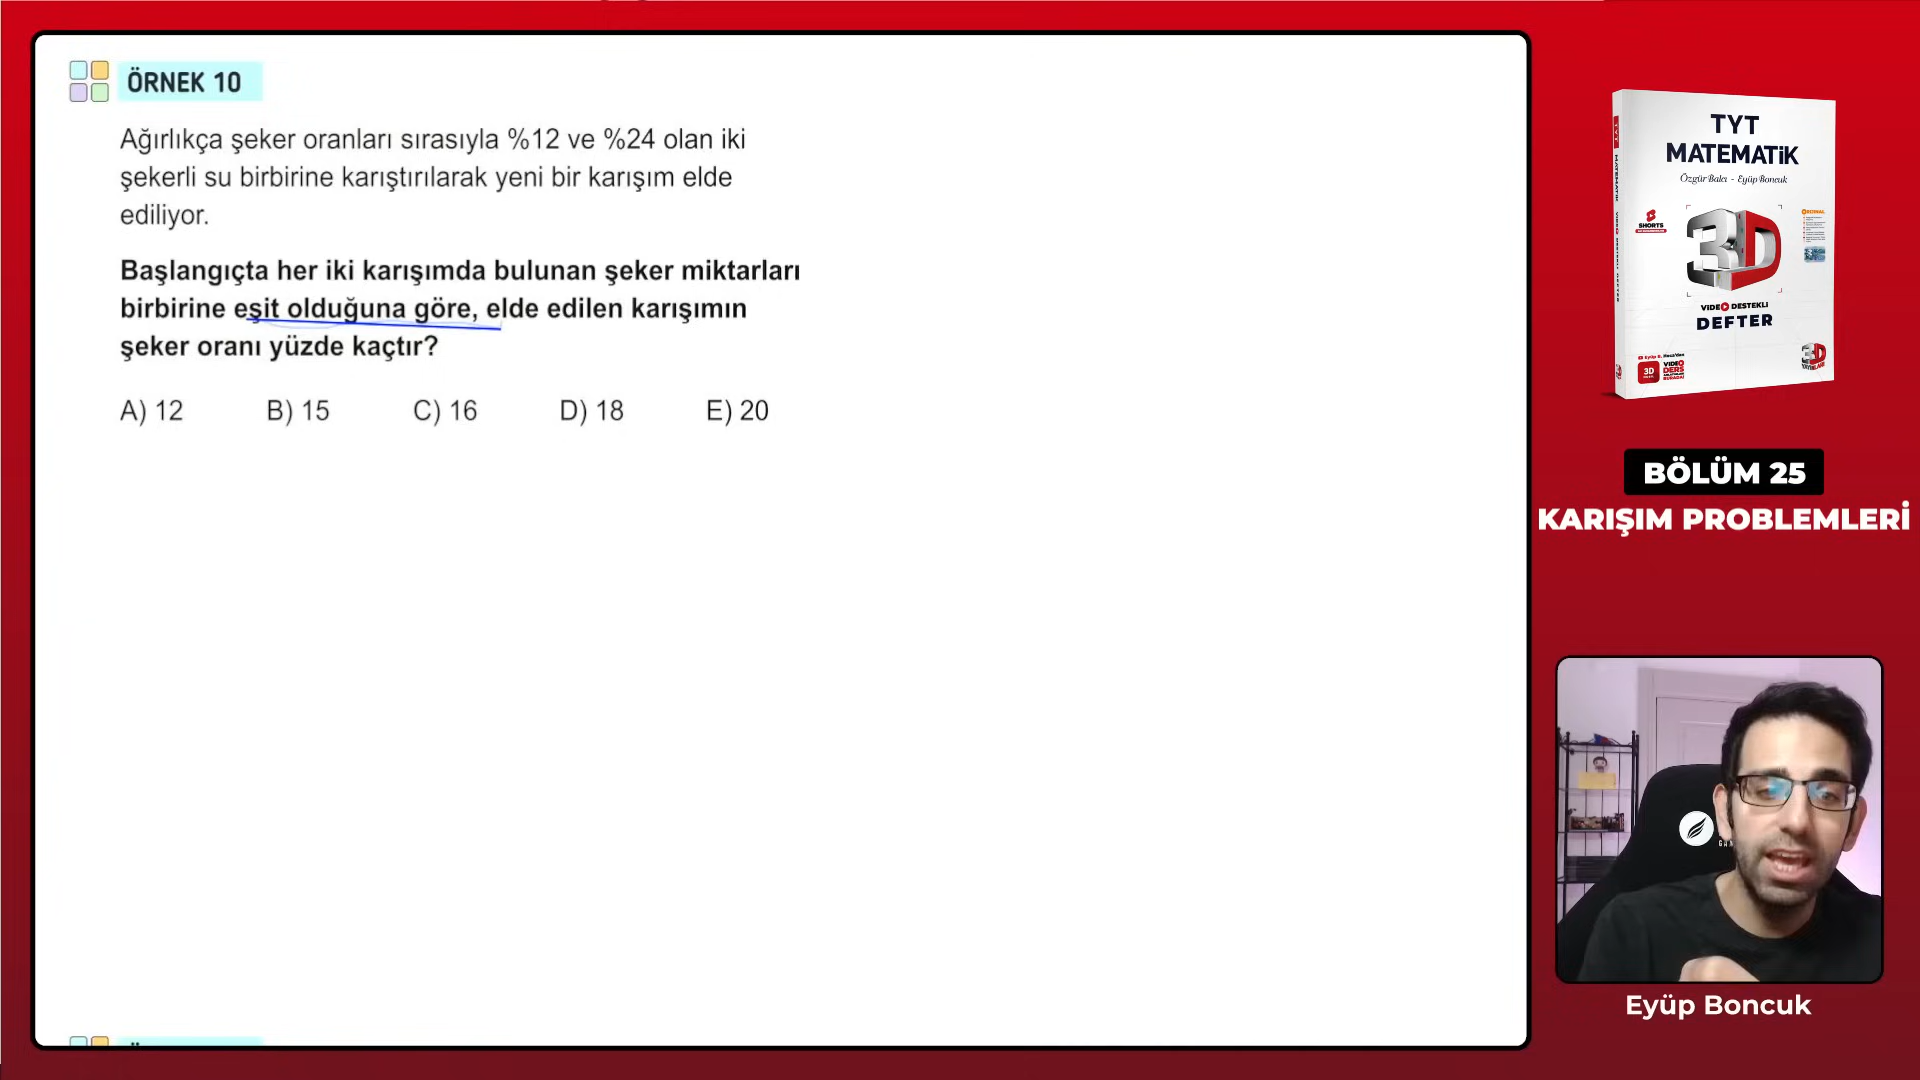 ÖRNEK 10
Ağırlıkça şeker oranları sırasıyla %12 ve %24 olan iki
şekerli su birbirine karıştırılarak yeni bir karışım elde
ediliyor.
Başlangıçta her iki karışımda bulunan şeker miktarları
birbirine eşit olduğuna göre, elde edilen karışımın
şeker oranı yüzde kaçtır?
A) 12 B) 15 C) 16 D) 18 E) 20
TYT
MATEMATİK
Özgür Balcı - Eyüp Boncuk
SHORTS
3D
VIDEO DESTEKLİ
DEFTER
BÖLÜM 25
KARIŞIM PROBLEMLERİ
Eyüp Boncuk